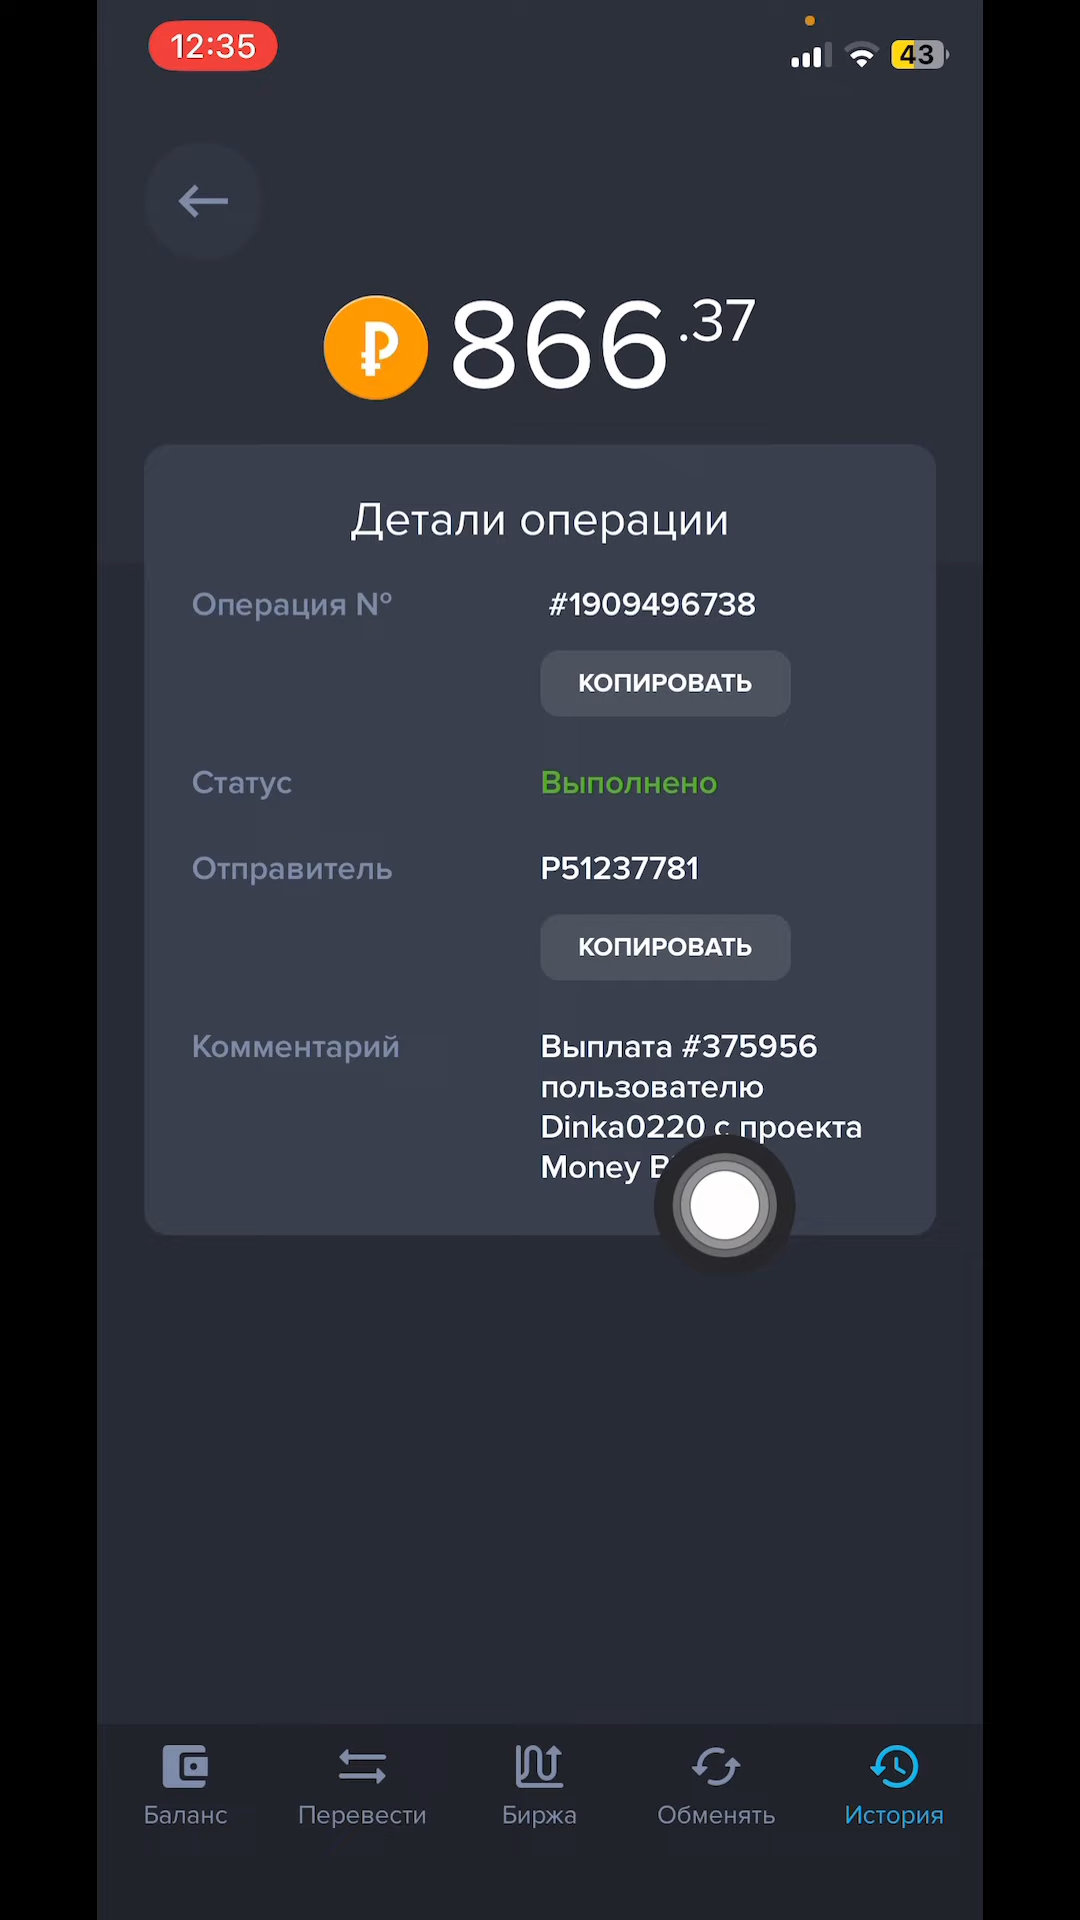 12:35
43
₽ 866.37
Детали операции
Операция № #1909496738
КОПИРОВАТЬ
Статус Выполнено
Отправитель P51237781
КОПИРОВАТЬ
Комментарий Выплата #375956
пользователю
Dinka0220 с проекта
Money
Баланс Перевести Биржа Обменять История